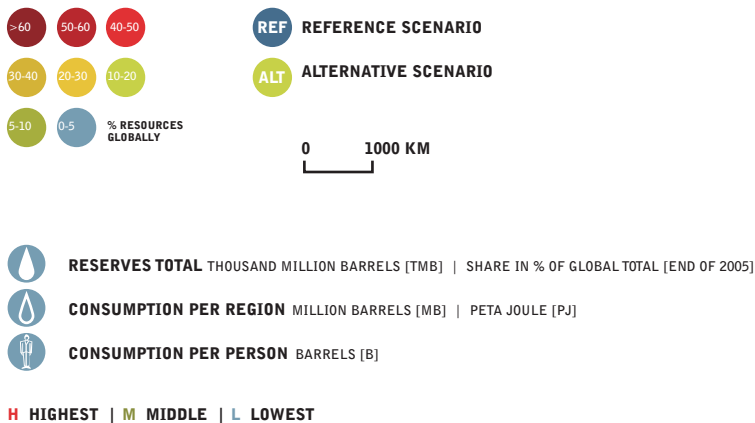 >60 50-60 40-50
REF REFERENCE SCENARIO
30-40 20-30 10-20
ALT ALTERNATIVE SCENARIO
5-10 0-5 % RESOURCES
GLOBALLY
0 1000 KM
RESERVES TOTAL THOUSAND MILLION BARRELS [TMB] | SHARE IN % OF GLOBAL TOTAL [END OF 2005]
CONSUMPTION PER REGION MILLION BARRELS [MB] | PETA JOULE [PJ]
CONSUMPTION PER PERSON BARRELS [B]
H HIGHEST | M MIDDLE | L LOWEST